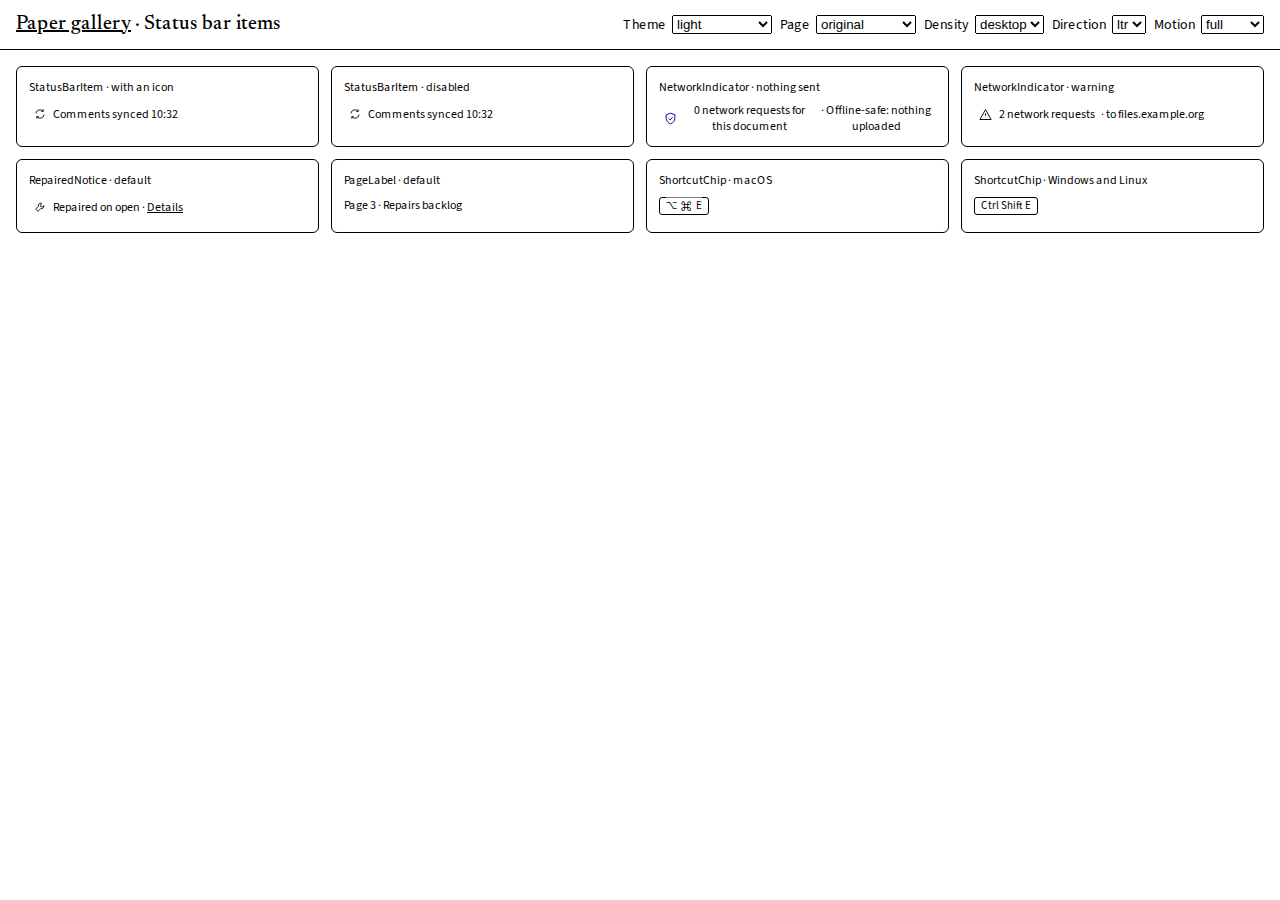 Paper gallery · Status bar items
Theme light Page original Density desktop Direction ltr Motion full
StatusBarItem · with an icon
Comments synced 10:32
StatusBarItem · disabled
Comments synced 10:32
NetworkIndicator · nothing sent
0 network requests for this document · Offline-safe: nothing uploaded
NetworkIndicator · warning
2 network requests · to files.example.org
RepairedNotice · default
Repaired on open · Details
PageLabel · default
Page 3 · Repairs backlog
ShortcutChip · macOS
⌥ ⌘ E
ShortcutChip · Windows and Linux
Ctrl Shift E